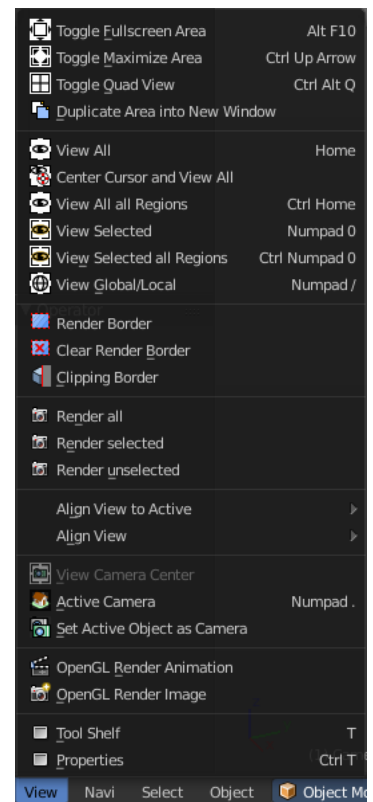 Toggle Fullscreen Area Alt F10
Toggle Maximize Area Ctrl Up Arrow
Toggle Quad View Ctrl Alt Q
Duplicate Area into New Window
View All Home
Center Cursor and View All
View All all Regions Ctrl Home
View Selected Numpad 0
View Selected all Regions Ctrl Numpad 0
View Global/Local Numpad /
Operator
Render Border
Clear Render Border
Clipping Border
Render all
Render selected
Render unselected
Align View to Active
Align View
View Camera Center
Active Camera Numpad .
Set Active Object as Camera
OpenGL Render Animation
OpenGL Render Image
Tool Shelf T
Properties Ctrl T
View Navi Select Object Object Mo